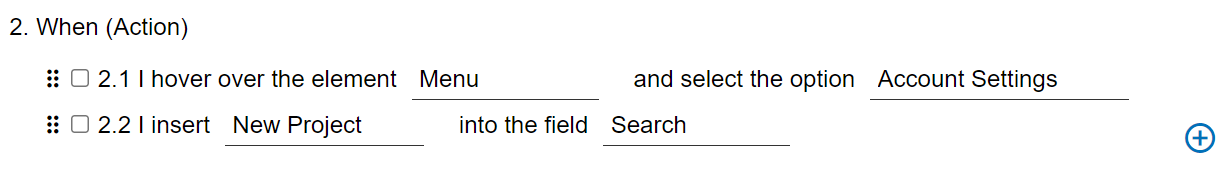 2. When (Action)
2.1 I hover over the element Menu and select the option Account Settings
2.2 I insert New Project into the field Search